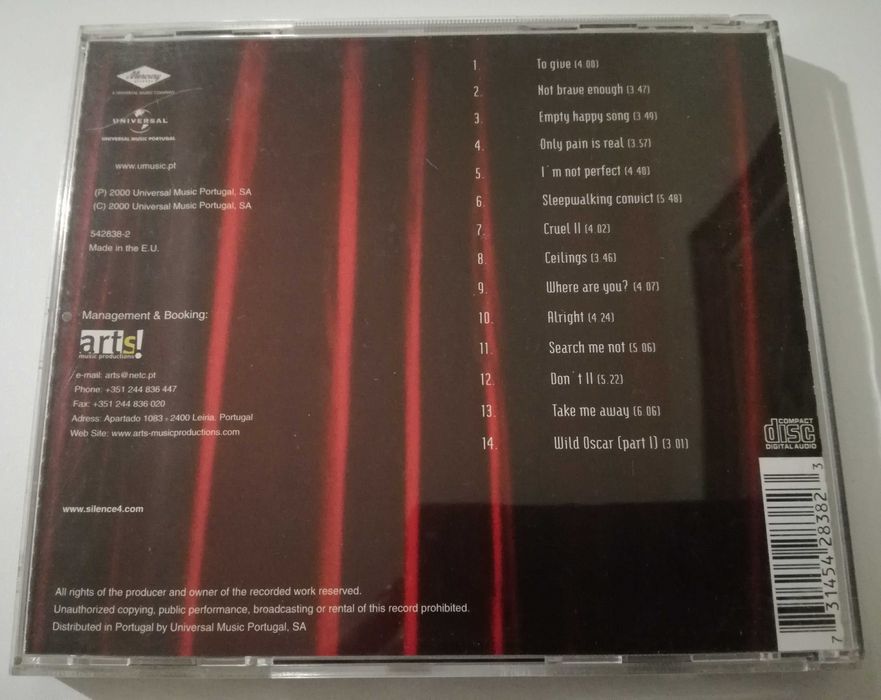 Mercury
RECORDS
A UNIVERSAL MUSIC COMPANY
UNIVERSAL
UNIVERSAL MUSIC PORTUGAL
www.umusic.pt
(P) 2000 Universal Music Portugal, SA
(C) 2000 Universal Music Portugal, SA
542838-2
Made in the E.U.
Management & Booking:
arts!
music productions
e-mail: arts@netc.pt
Phone: +351 244 836 447
Fax: +351 244 836 020
Adress: Apartado 1083 - 2400 Leiria, Portugal
Web Site: www.arts-musicproductions.com
www.silence4.com
1. To give (4.08)
2. Not brave enough (3.47)
3. Empty happy song (3 49)
4. Only pain is real (3.57)
5. I´m not perfect (4 40)
6. Sleepwalking convict (5 48)
7. Cruel II (4 02)
8. Ceilings (3 46)
9. Where are you? (4 07)
10. Alright (4 24)
11. Search me not (5 06)
12. Don´t II (5.22)
13. Take me away (6 06)
14. Wild Oscar (part I) (3 01)
COMPACT
disc
DIGITAL AUDIO
7 31454 28382 3
All rights of the producer and owner of the recorded work reserved.
Unauthorized copying, public performance, broadcasting or rental of this record prohibited.
Distributed in Portugal by Universal Music Portugal, SA